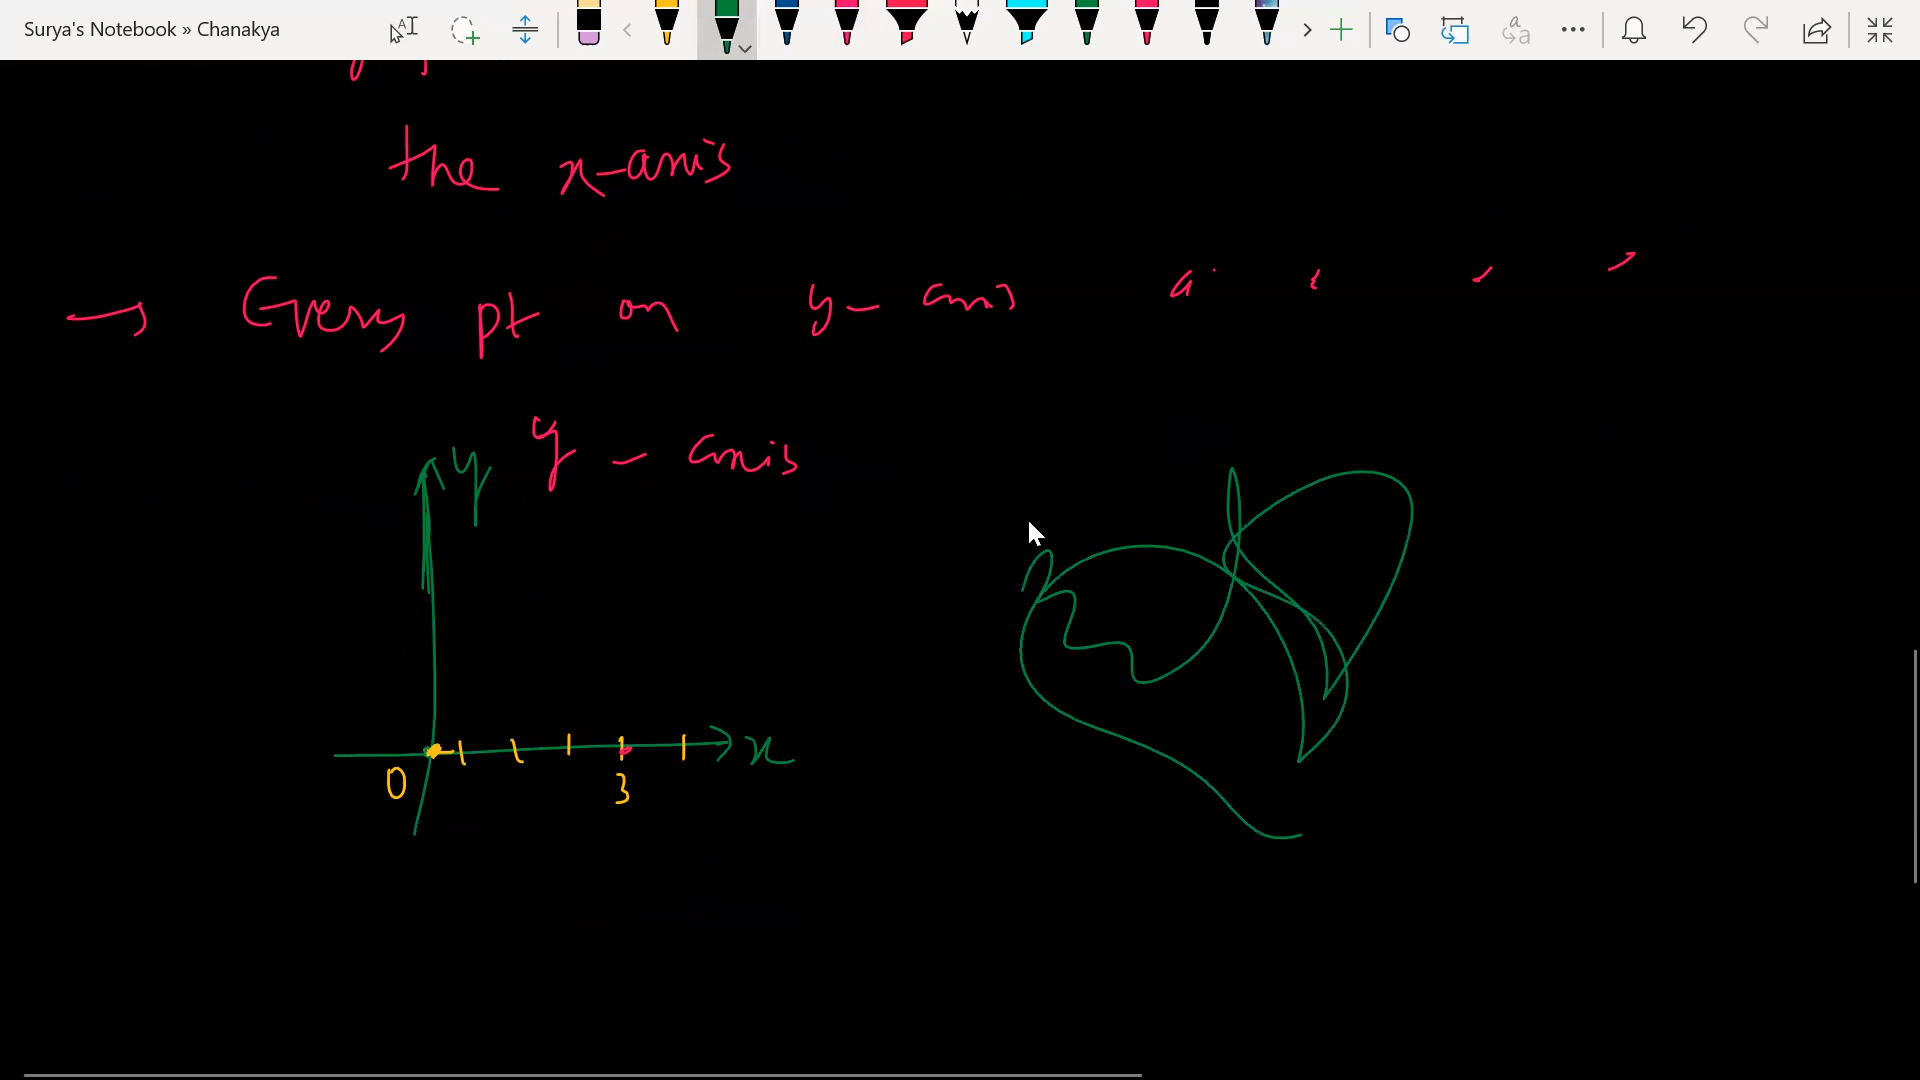 Surya's Notebook » Chanakya
the x-axis
→ Every pt on y-axis
y-axis
y
0 3 x